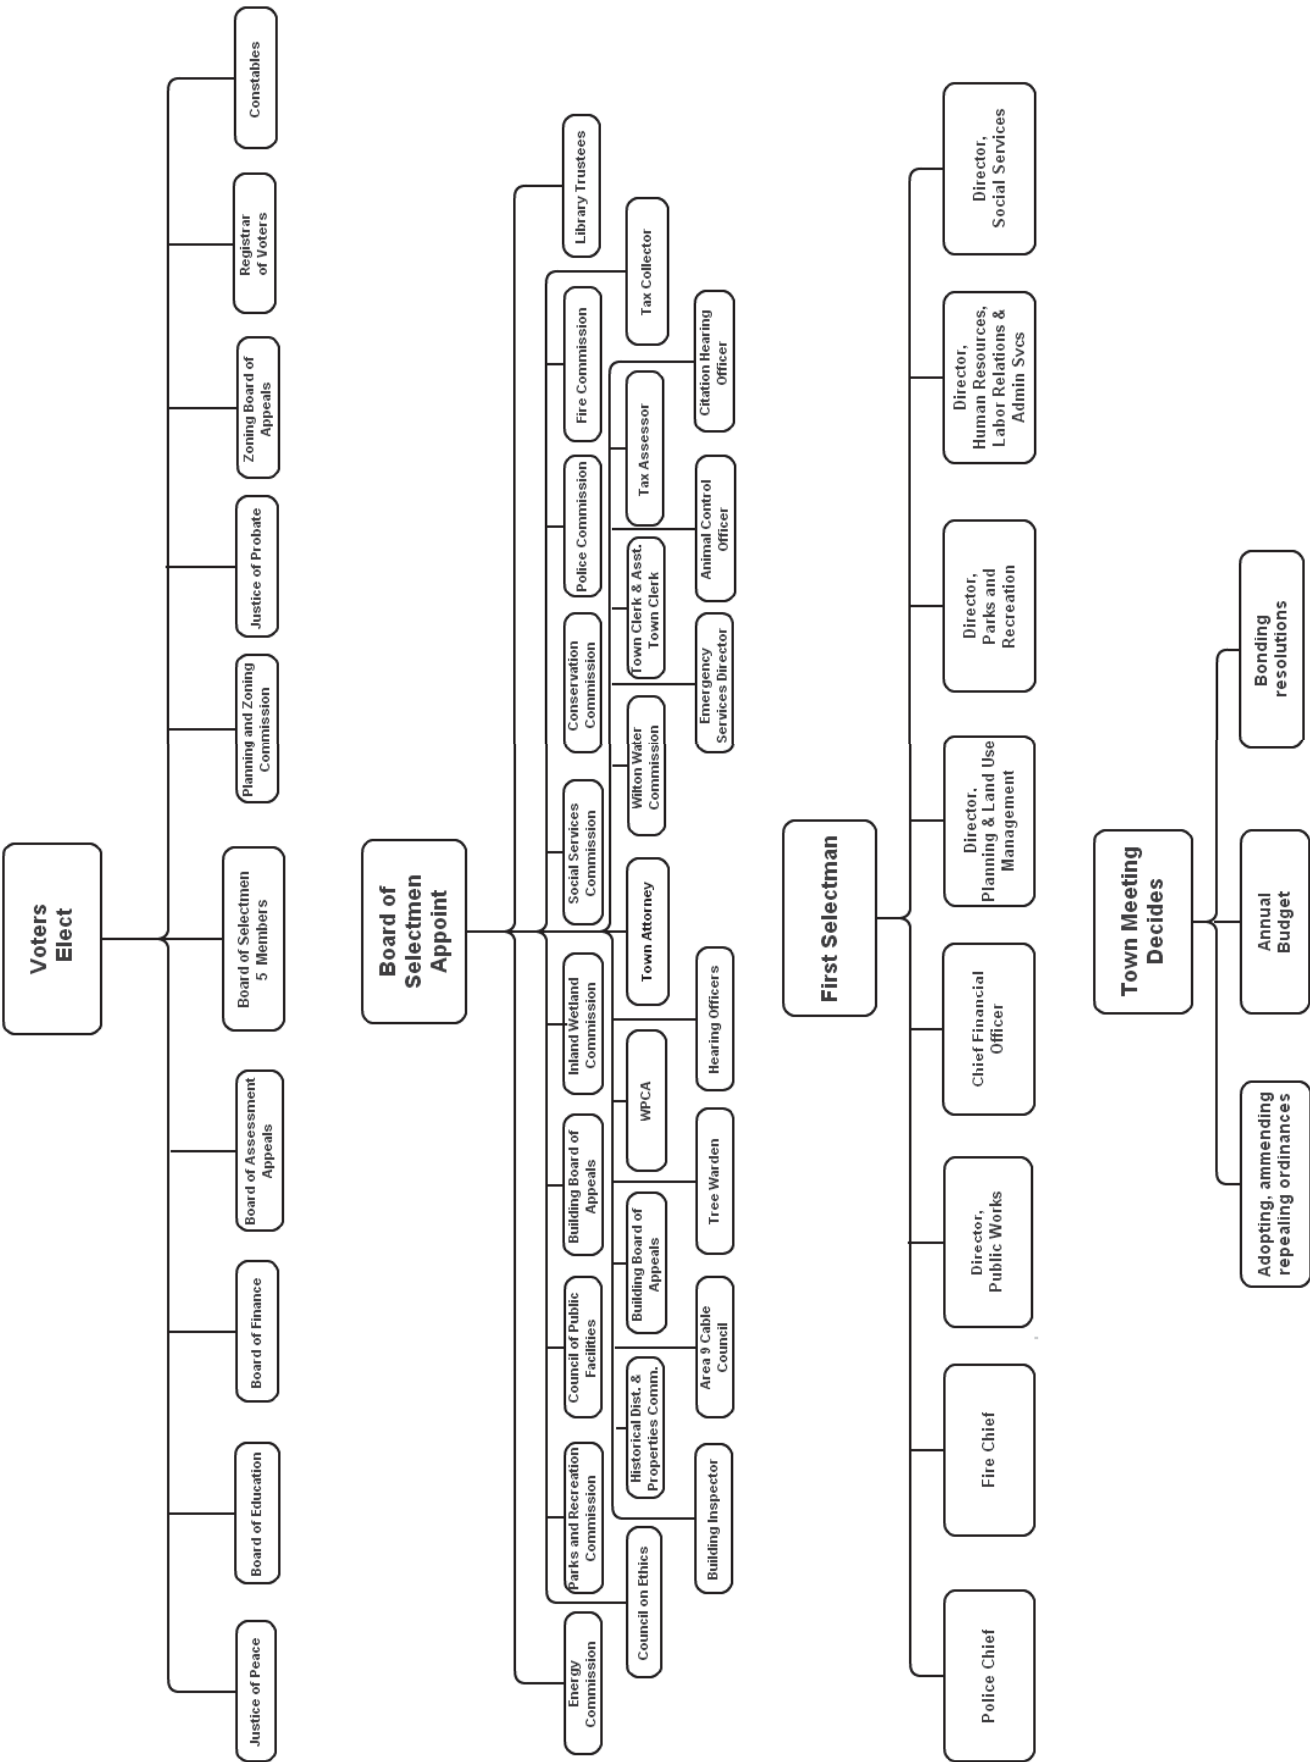 Voters
Elect
Justice of Peace
Board of Education
Board of Finance
Board of Assessment
Appeals
Board of Selectmen
5 Members
Planning and Zoning
Commission
Justice of Probate
Zoning Board of
Appeals
Registrar
of Voters
Constables
Board of
Selectmen
Appoint
Energy
Commission
Parks and Recreation
Commission
Council of Public
Facilities
Building Board of
Appeals
Inland Wetland
Commission
Social Services
Commission
Conservation
Commission
Police Commission
Fire Commission
Library Trustees
Council on Ethics
Historical Dist. &
Properties Comm.
Building Board of
Appeals
WPCA
Town Attorney
Wilton Water
Commission
Town Clerk & Asst.
Town Clerk
Tax Assessor
Tax Collector
Building Inspector
Area 9 Cable
Council
Tree Warden
Hearing Officers
Emergency
Services Director
Animal Control
Officer
Citation Hearing
Officer
First Selectman
Police Chief
Fire Chief
Director,
Public Works
Chief Financial
Officer
Director.
Planning & Land Use
Management
Director,
Parks and
Recreation
Director,
Human Resources,
Labor Relations &
Admin Svcs
Director,
Social Services
Town Meeting
Decides
Adopting, ammending
repealing ordinances
Annual
Budget
Bonding
resolutions